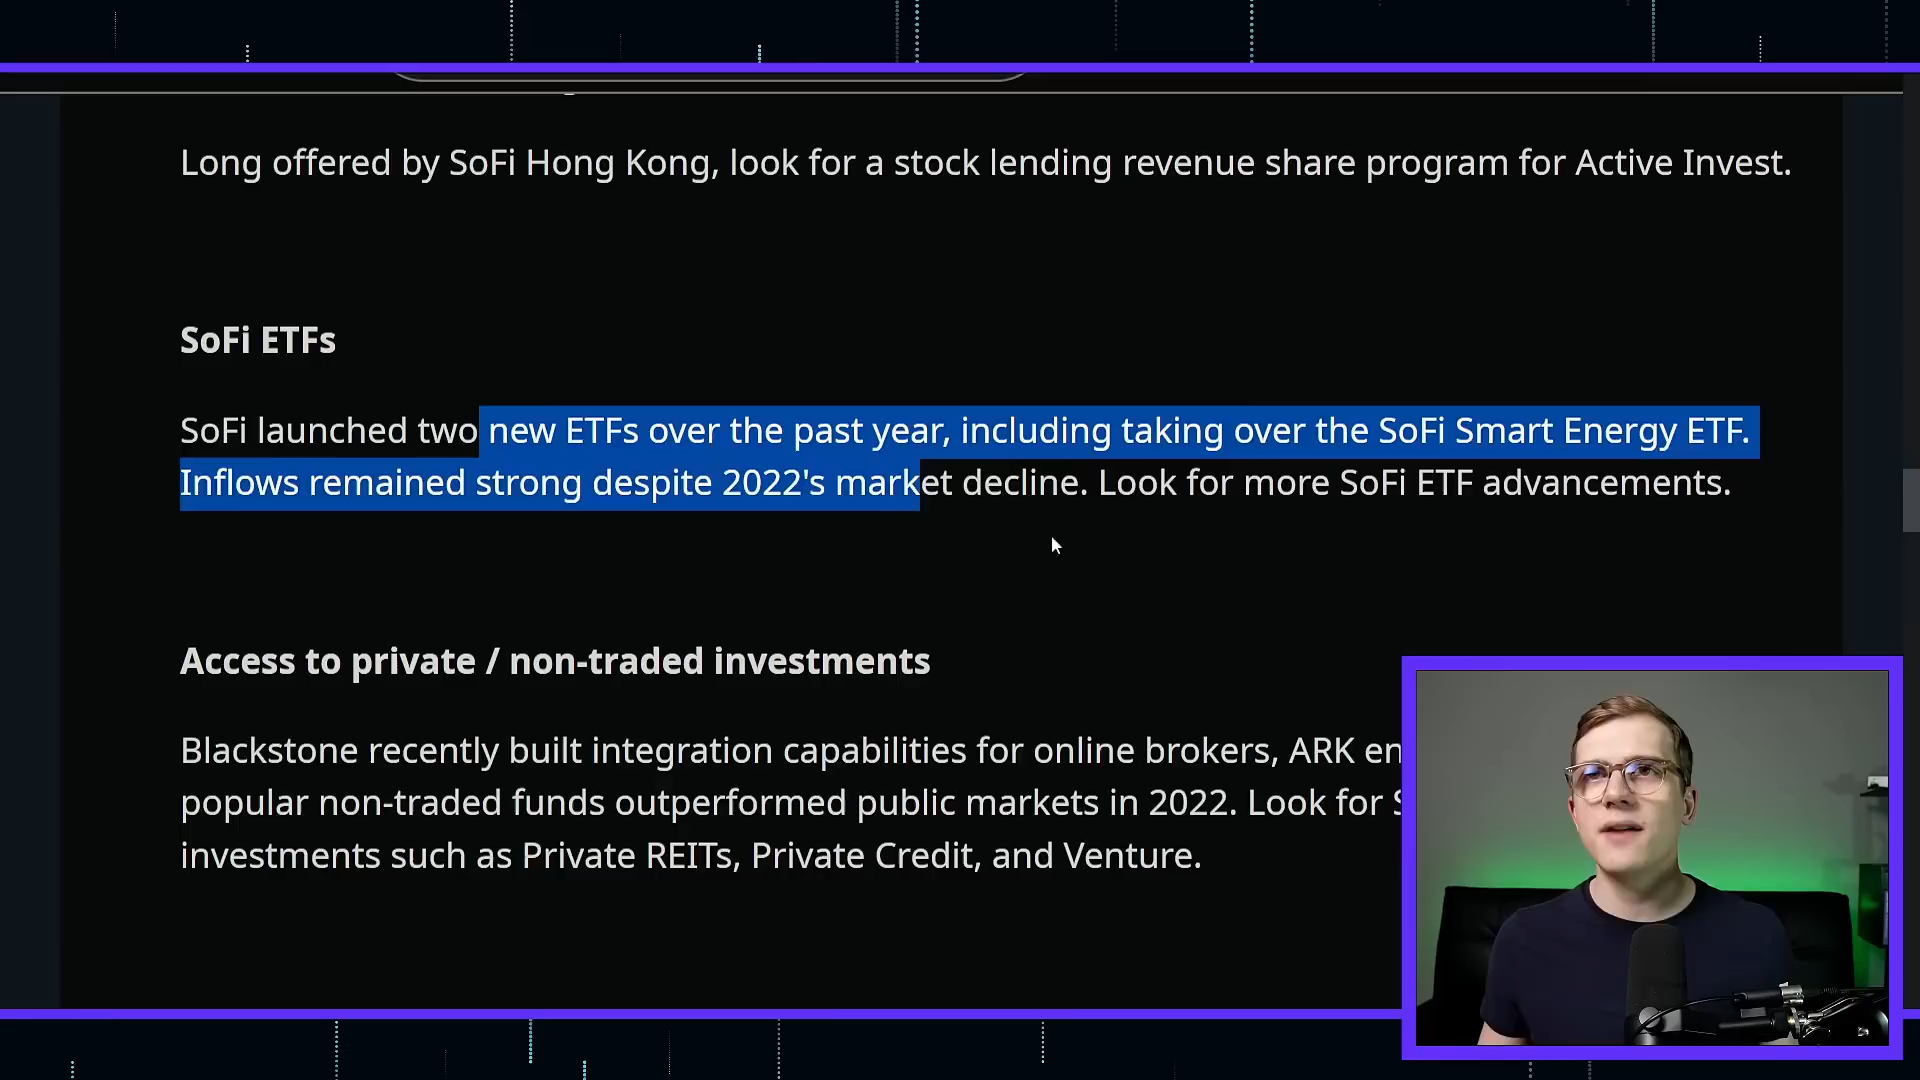 Long offered by SoFi Hong Kong, look for a stock lending revenue share program for Active Invest.
SoFi ETFs
SoFi launched two new ETFs over the past year, including taking over the SoFi Smart Energy ETF.
Inflows remained strong despite 2022's market decline. Look for more SoFi ETF advancements.
Access to private / non-traded investments
Blackstone recently built integration capabilities for online brokers, ARK
popular non-traded funds outperformed public markets in 2022. Look for
investments such as Private REITs, Private Credit, and Venture.